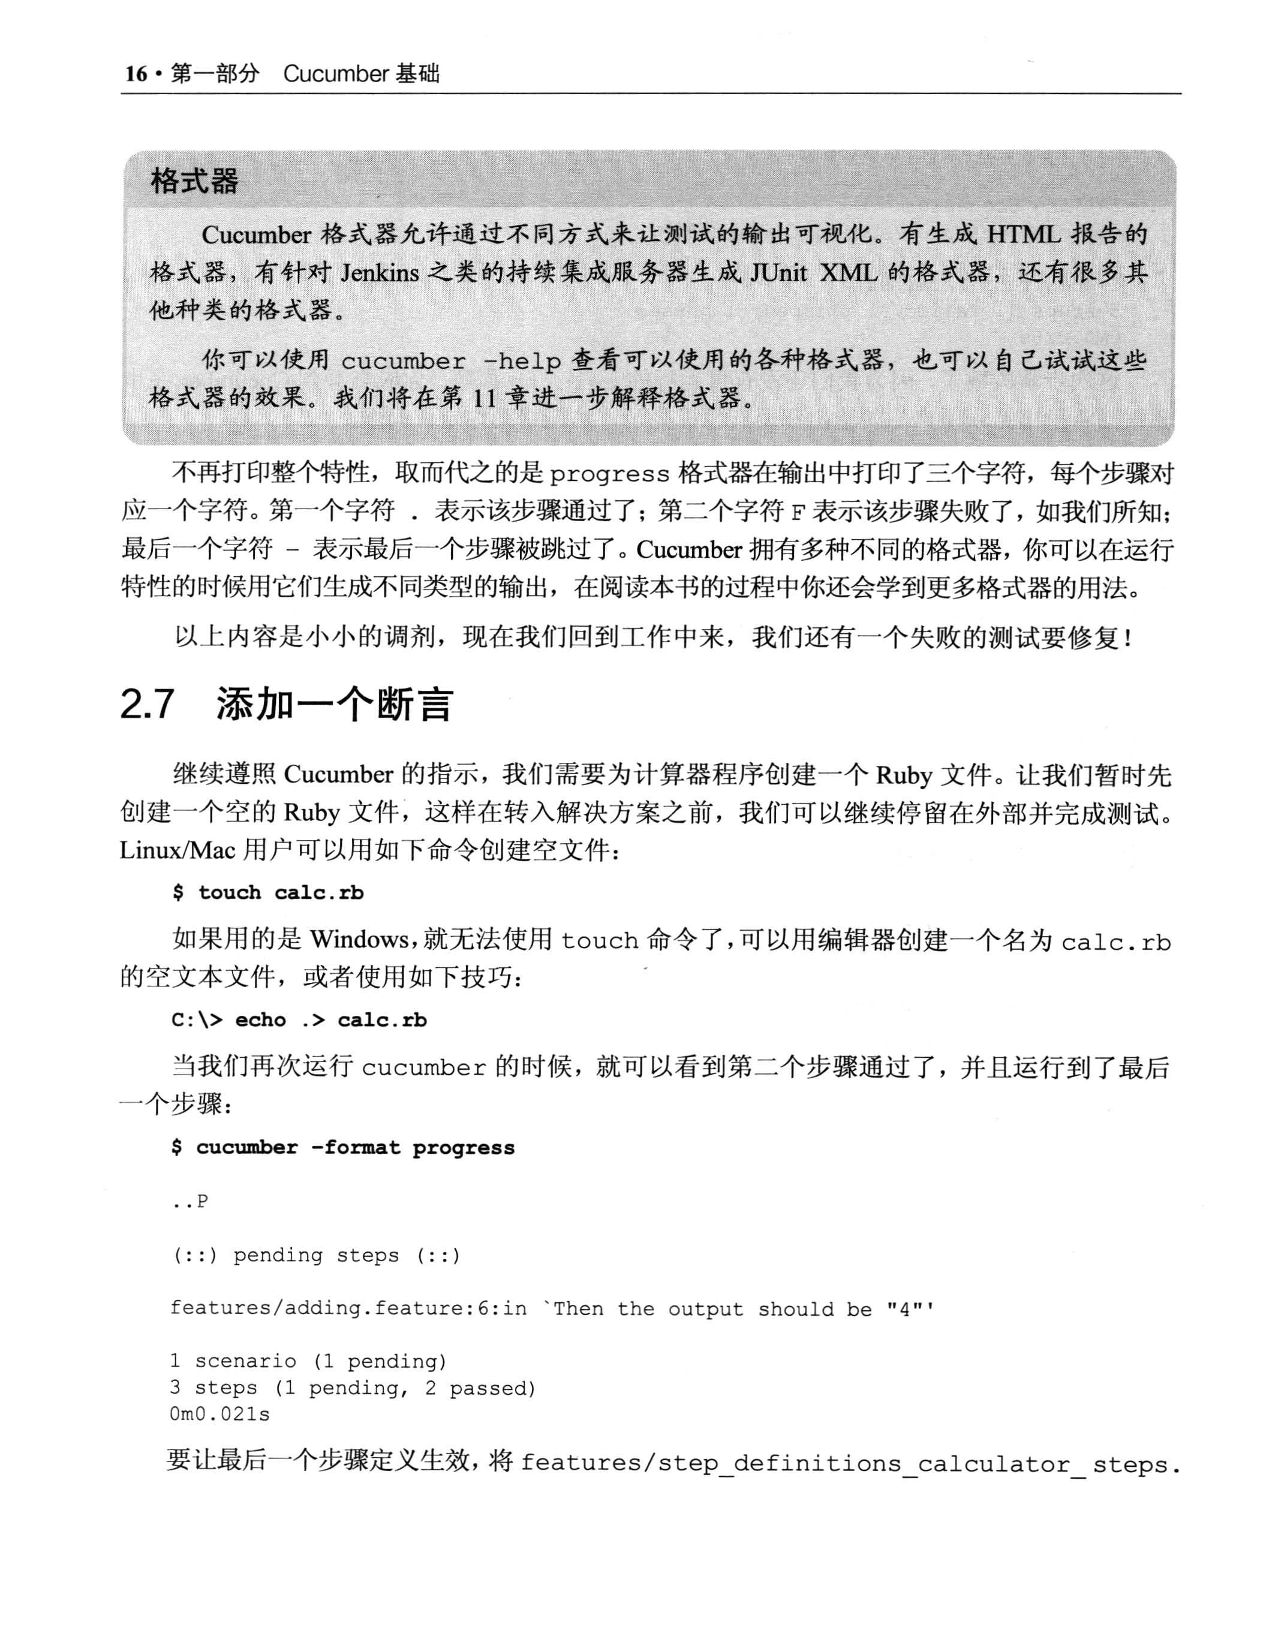 16 • 第一部分 Cucumber 基础
格式器
Cucumber 格式器允许通过不同方式来让测试的输出可视化。有生成 HTML 报告的
格式器，有针对 Jenkins 之类的持续集成服务器生成 JUnit XML 的格式器，还有很多其
他种类的格式器。
你可以使用 cucumber -help 查看可以使用的各种格式器，也可以自己试试这些
格式器的效果。我们将在第 11 章进一步解释格式器。
不再打印整个特性，取而代之的是 progress 格式器在输出中打印了三个字符，每个步骤对
应一个字符。第一个字符 . 表示该步骤通过了；第二个字符 F 表示该步骤失败了，如我们所知；
最后一个字符 - 表示最后一个步骤被跳过了。Cucumber 拥有多种不同的格式器，你可以在运行
特性的时候用它们生成不同类型的输出，在阅读本书的过程中你还会学到更多格式器的用法。
以上内容是小小的调剂，现在我们回到工作中来，我们还有一个失败的测试要修复！
2.7 添加一个断言
继续遵照 Cucumber 的指示，我们需要为计算器程序创建一个 Ruby 文件。让我们暂时先
创建一个空的 Ruby 文件，这样在转入解决方案之前，我们可以继续停留在外部并完成测试。
Linux/Mac 用户可以用如下命令创建空文件：
$ touch calc.rb
如果用的是 Windows，就无法使用 touch 命令了，可以用编辑器创建一个名为 calc.rb
的空文本文件，或者使用如下技巧：
C:\> echo .> calc.rb
当我们再次运行 cucumber 的时候，就可以看到第二个步骤通过了，并且运行到了最后
一个步骤：
$ cucumber -format progress
..P
(::) pending steps (::)
features/adding.feature:6:in `Then the output should be "4"'
1 scenario (1 pending)
3 steps (1 pending, 2 passed)
0m0.021s
要让最后一个步骤定义生效，将 features/step_definitions_calculator_ steps.